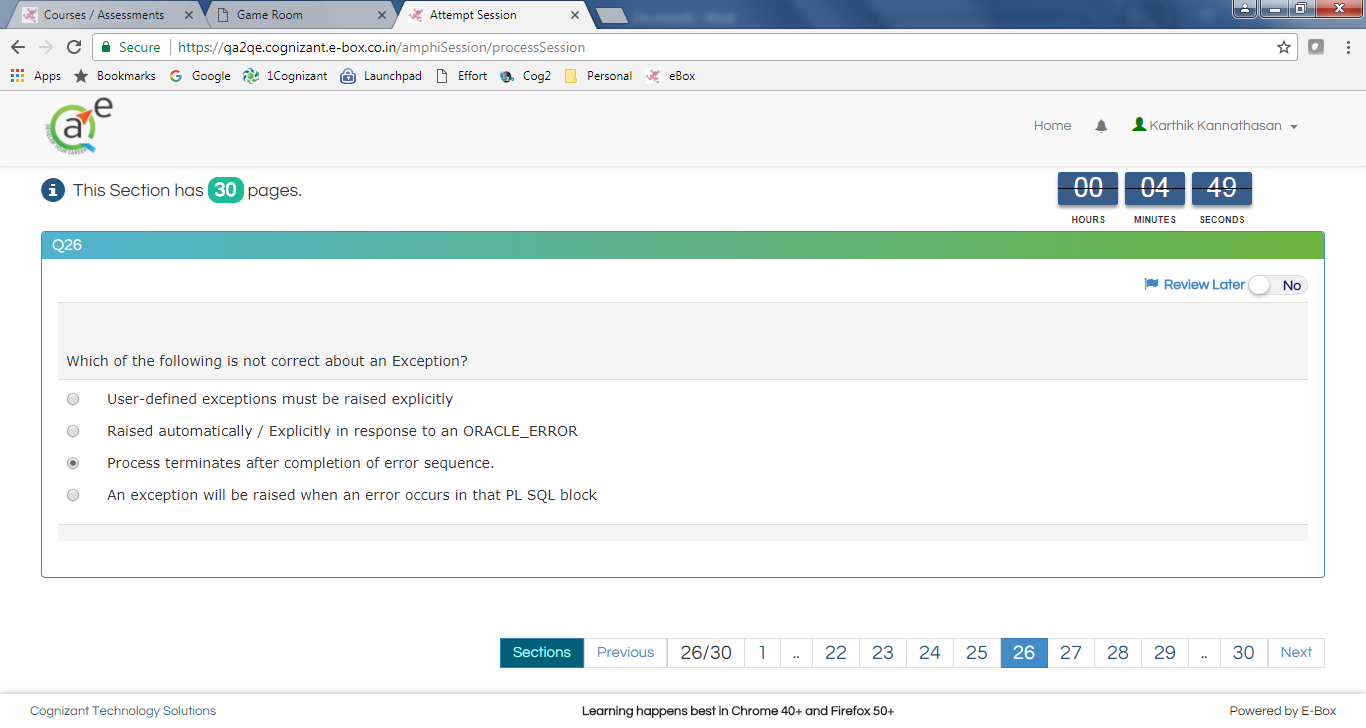 Courses / Assessments
Game Room
Attempt Session
Secure
https://qa2qe.cognizant.e-box.co.in/amphiSession/processSession
Apps Bookmarks Google 1Cognizant Launchpad Effort Cog2 Personal eBox
a e
Home Karthik Kannathasan
This Section has 30 pages.
00 04 49
HOURS MINUTES SECONDS
Q26
Review Later No
Which of the following is not correct about an Exception?
User-defined exceptions must be raised explicitly
Raised automatically / Explicitly in response to an ORACLE_ERROR
Process terminates after completion of error sequence.
An exception will be raised when an error occurs in that PL SQL block
Sections Previous 26/30 1 .. 22 23 24 25 26 27 28 29 .. 30 Next
Cognizant Technology Solutions Learning happens best in Chrome 40+ and Firefox 50+ Powered by E-Box